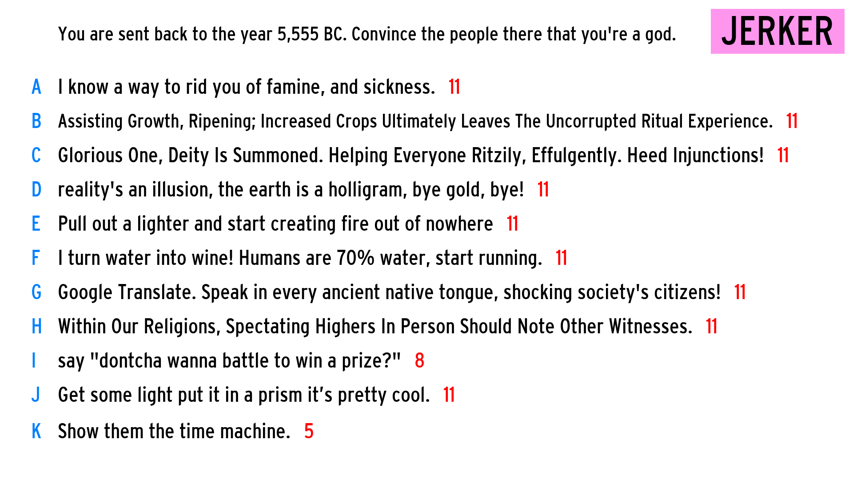 You are sent back to the year 5,555 BC. Convince the people there that you're a god.
JERKER
A I know a way to rid you of famine, and sickness. 11
B Assisting Growth, Ripening; Increased Crops Ultimately Leaves The Uncorrupted Ritual Experience. 11
C Glorious One, Deity Is Summoned. Helping Everyone Ritzily, Effulgently. Heed Injunctions! 11
D reality's an illusion, the earth is a holligram, bye gold, bye! 11
E Pull out a lighter and start creating fire out of nowhere 11
F I turn water into wine! Humans are 70% water, start running. 11
G Google Translate. Speak in every ancient native tongue, shocking society's citizens! 11
H Within Our Religions, Spectating Highers In Person Should Note Other Witnesses. 11
I say "dontcha wanna battle to win a prize?" 8
J Get some light put it in a prism it’s pretty cool. 11
K Show them the time machine. 5